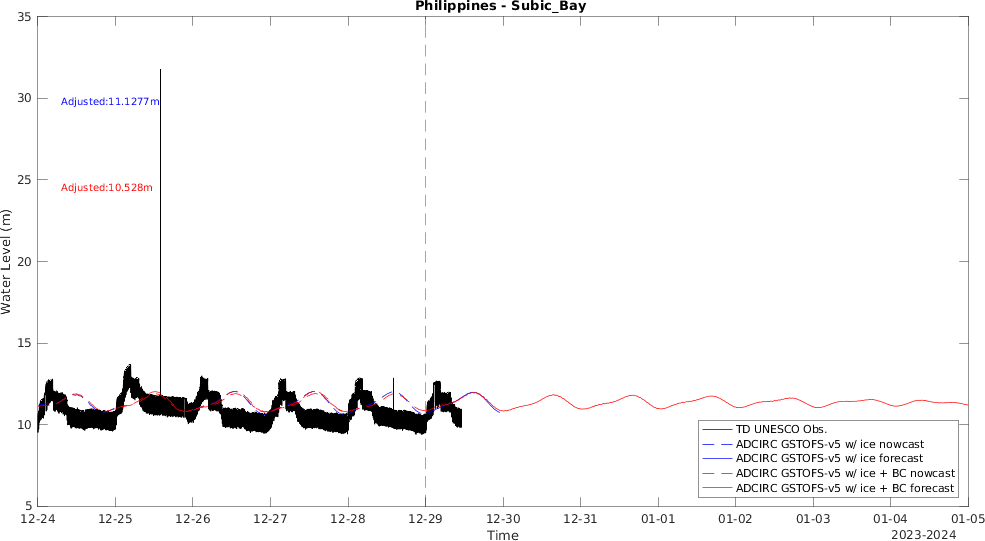 Philippines - Subic_Bay
35
30
25
20
15
10
5
Water Level (m)
Adjusted:11.1277m
Adjusted:10.528m
TD UNESCO Obs.
ADCIRC GSTOFS-v5 w/ ice nowcast
ADCIRC GSTOFS-v5 w/ ice forecast
ADCIRC GSTOFS-v5 w/ ice + BC nowcast
ADCIRC GSTOFS-v5 w/ ice + BC forecast
12-24 12-25 12-26 12-27 12-28 12-29 12-30 12-31 01-01 01-02 01-03 01-04 01-05
Time
2023-2024